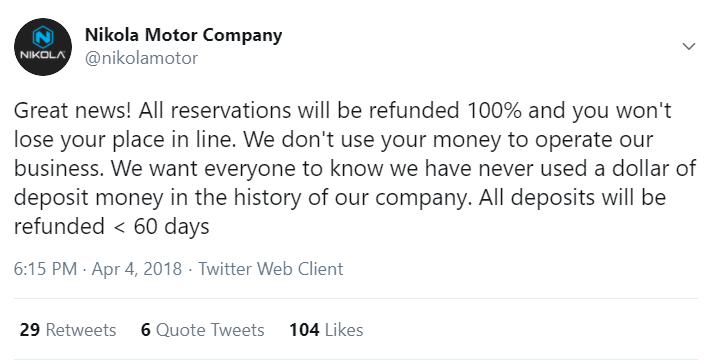 NIKOLA
Nikola Motor Company
@nikolamotor
Great news! All reservations will be refunded 100% and you won't
lose your place in line. We don't use your money to operate our
business. We want everyone to know we have never used a dollar of
deposit money in the history of our company. All deposits will be
refunded < 60 days
6:15 PM · Apr 4, 2018 · Twitter Web Client
29 Retweets 6 Quote Tweets 104 Likes